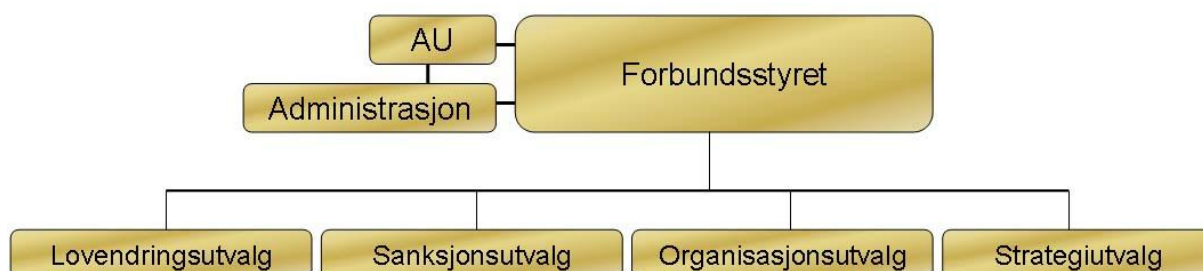 AU
Forbundsstyret
Administrasjon
Lovendringsutvalg
Sanksjonsutvalg
Organisasjonsutvalg
Strategiutvalg